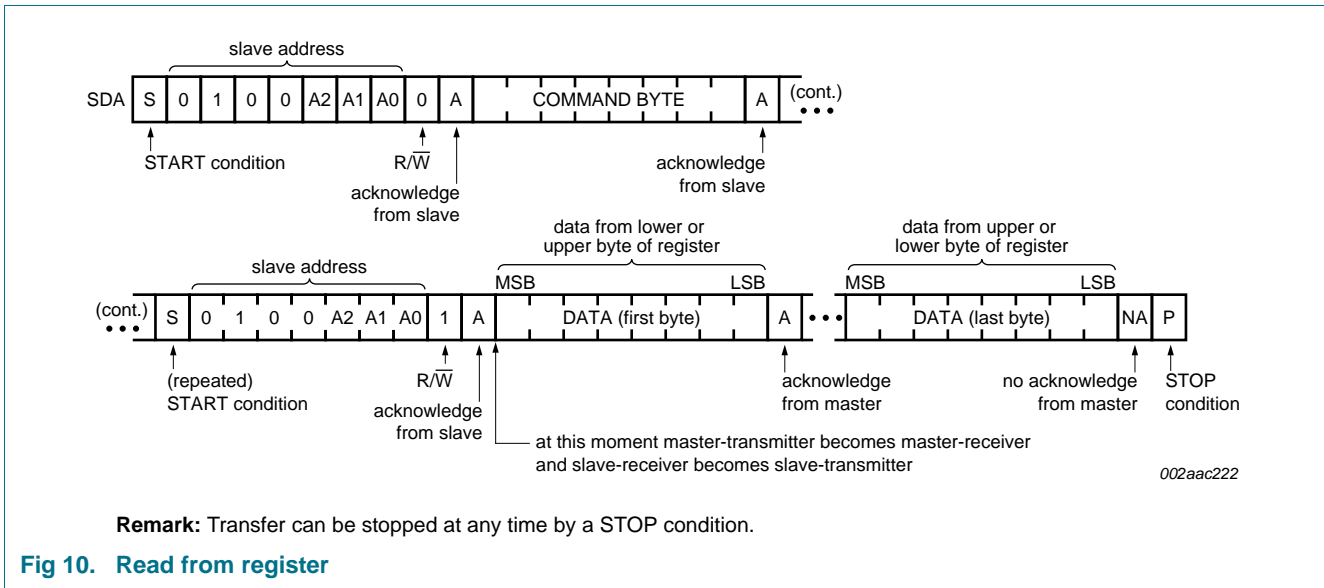 slave address
SDA S 0 1 0 0 A2 A1 A0 0 A COMMAND BYTE A (cont.)
START condition
R/W̅
acknowledge
from slave
acknowledge
from slave
data from lower or
upper byte of register
data from upper or
lower byte of register
slave address
MSB LSB MSB LSB
(cont.) S 0 1 0 0 A2 A1 A0 1 A DATA (first byte) A DATA (last byte) NA P
(repeated)
START condition
R/W̅
acknowledge
from slave
acknowledge
from master
no acknowledge
from master
STOP
condition
at this moment master-transmitter becomes master-receiver
and slave-receiver becomes slave-transmitter
002aac222
Remark: Transfer can be stopped at any time by a STOP condition.
Fig 10. Read from register